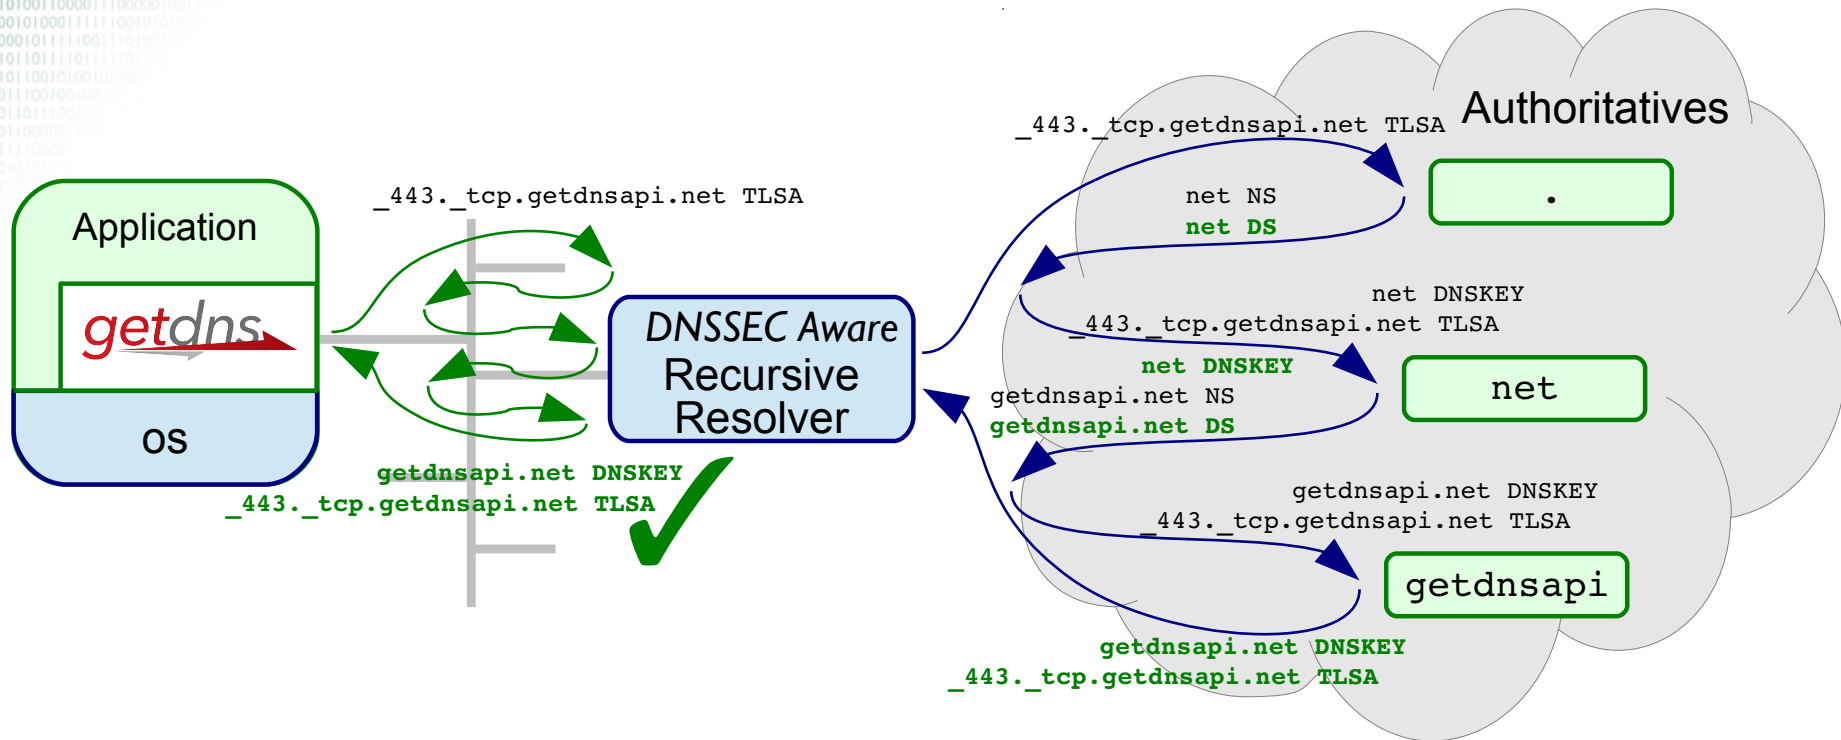 Authoritatives
_443._tcp.getdnsapi.net TLSA
.
net NS
net DS
_443._tcp.getdnsapi.net TLSA
Application
getdns
os
DNSSEC Aware
Recursive
Resolver
net DNSKEY
_443._tcp.getdnsapi.net TLSA
net DNSKEY
getdnsapi.net NS
getdnsapi.net DS
net
getdnsapi.net DNSKEY
_443._tcp.getdnsapi.net TLSA
getdnsapi.net DNSKEY
_443._tcp.getdnsapi.net TLSA
getdnsapi
getdnsapi.net DNSKEY
_443._tcp.getdnsapi.net TLSA